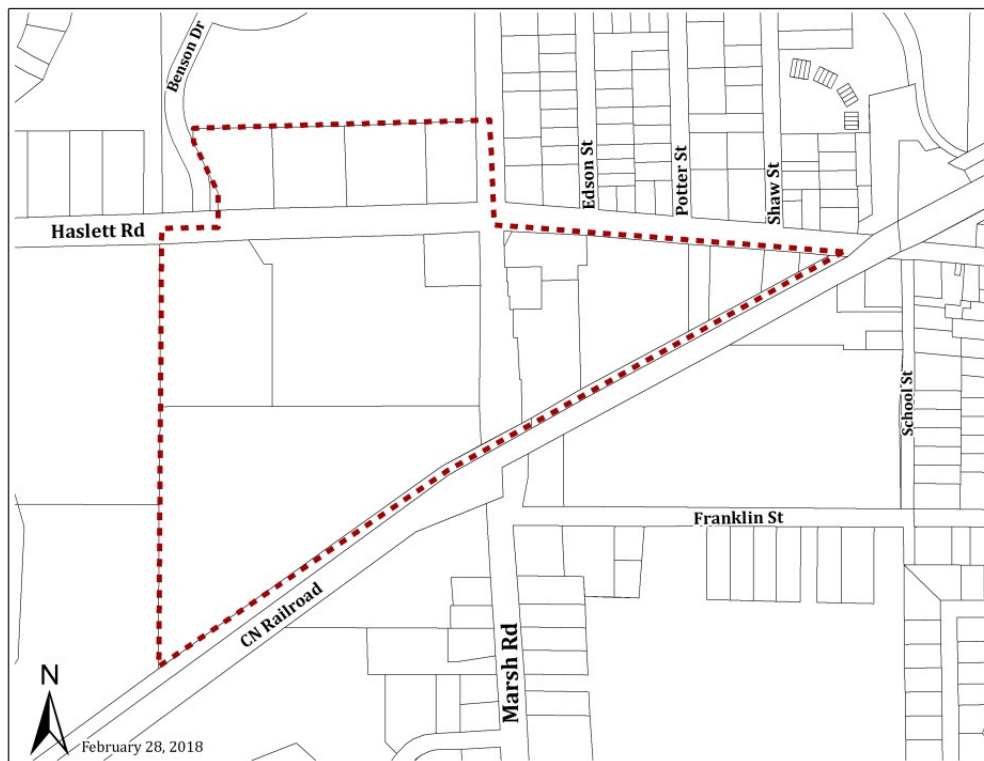 Benson Dr
Edson St
Potter St
Shaw St
Haslett Rd
School St
Franklin St
CN Railroad
Marsh Rd
N
February 28, 2018